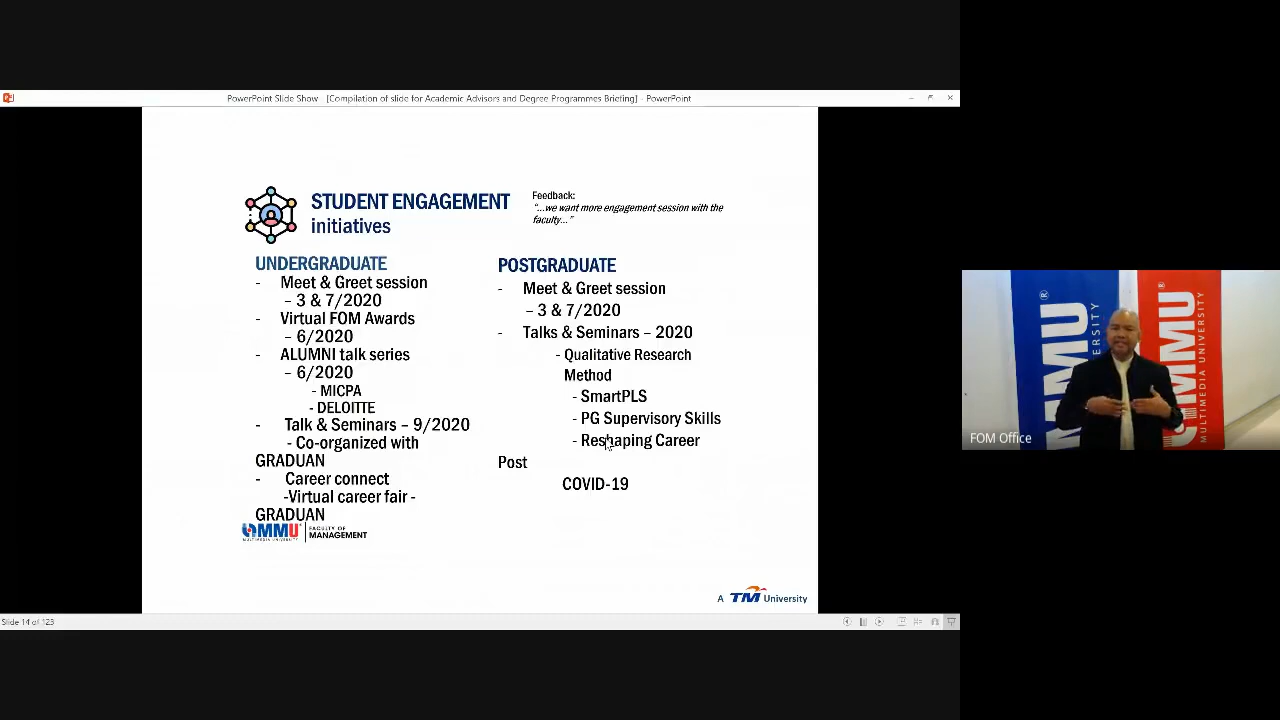 PowerPoint Slide Show - [Compilation of slide for Academic Advisors and Degree Programmes Briefing] - PowerPoint
STUDENT ENGAGEMENT
initiatives
Feedback:
"...we want more engagement session with the
faculty..."
UNDERGRADUATE
- Meet & Greet session
– 3 & 7/2020
- Virtual FOM Awards
– 6/2020
- ALUMNI talk series
– 6/2020
- MICPA
- DELOITTE
- Talk & Seminars – 9/2020
- Co-organized with
GRADUAN
- Career connect
-Virtual career fair -
GRADUAN
POSTGRADUATE
- Meet & Greet session
– 3 & 7/2020
- Talks & Seminars – 2020
- Qualitative Research
Method
- SmartPLS
- PG Supervisory Skills
- Reshaping Career
Post
COVID-19
MMU
MULTIMEDIA UNIVERSITY
FACULTY OF
MANAGEMENT
A TM University
Slide 14 of 123
MMU
MMU
MULTIMEDIA UNIVERSITY
FOM Office